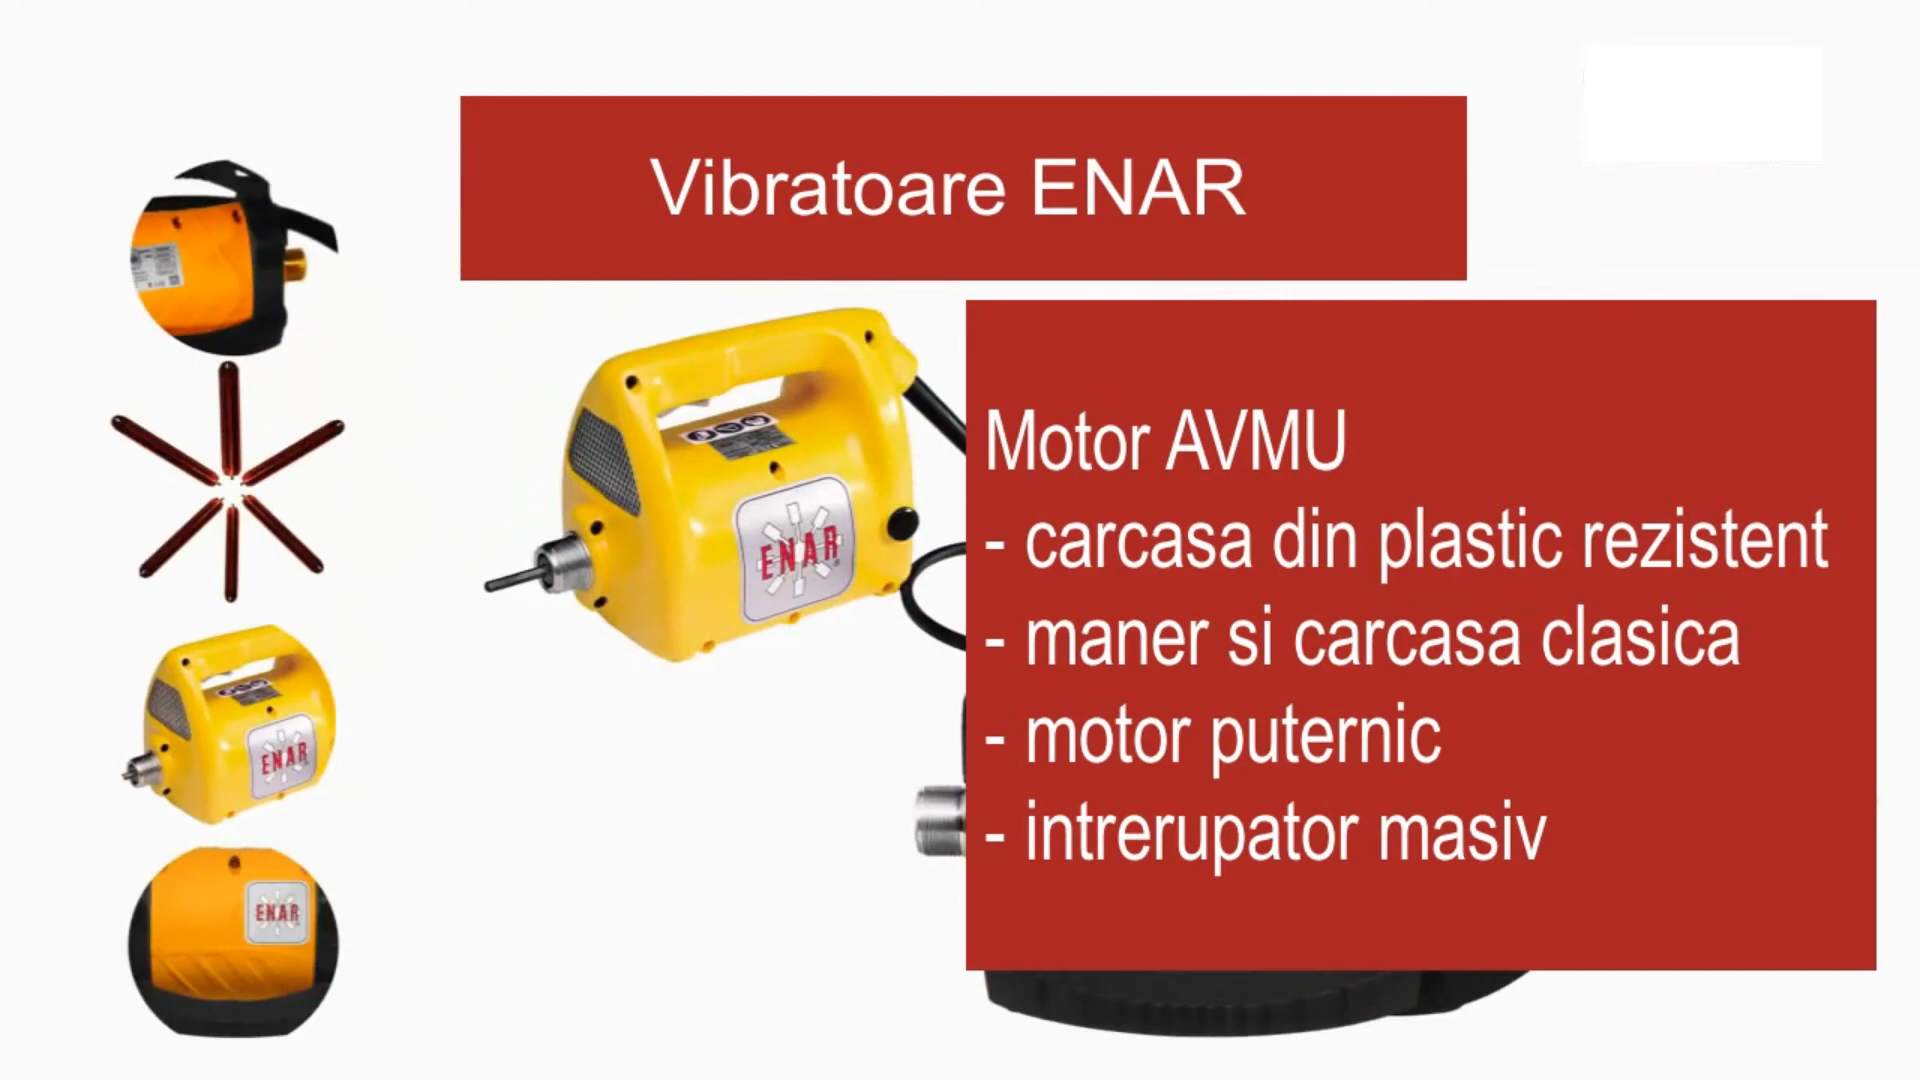 Vibratoare ENAR
Motor AVMU
- carcasa din plastic rezistent
- maner si carcasa clasica
- motor puternic
- intrerupator masiv
ENAR
ENAR
ENAR